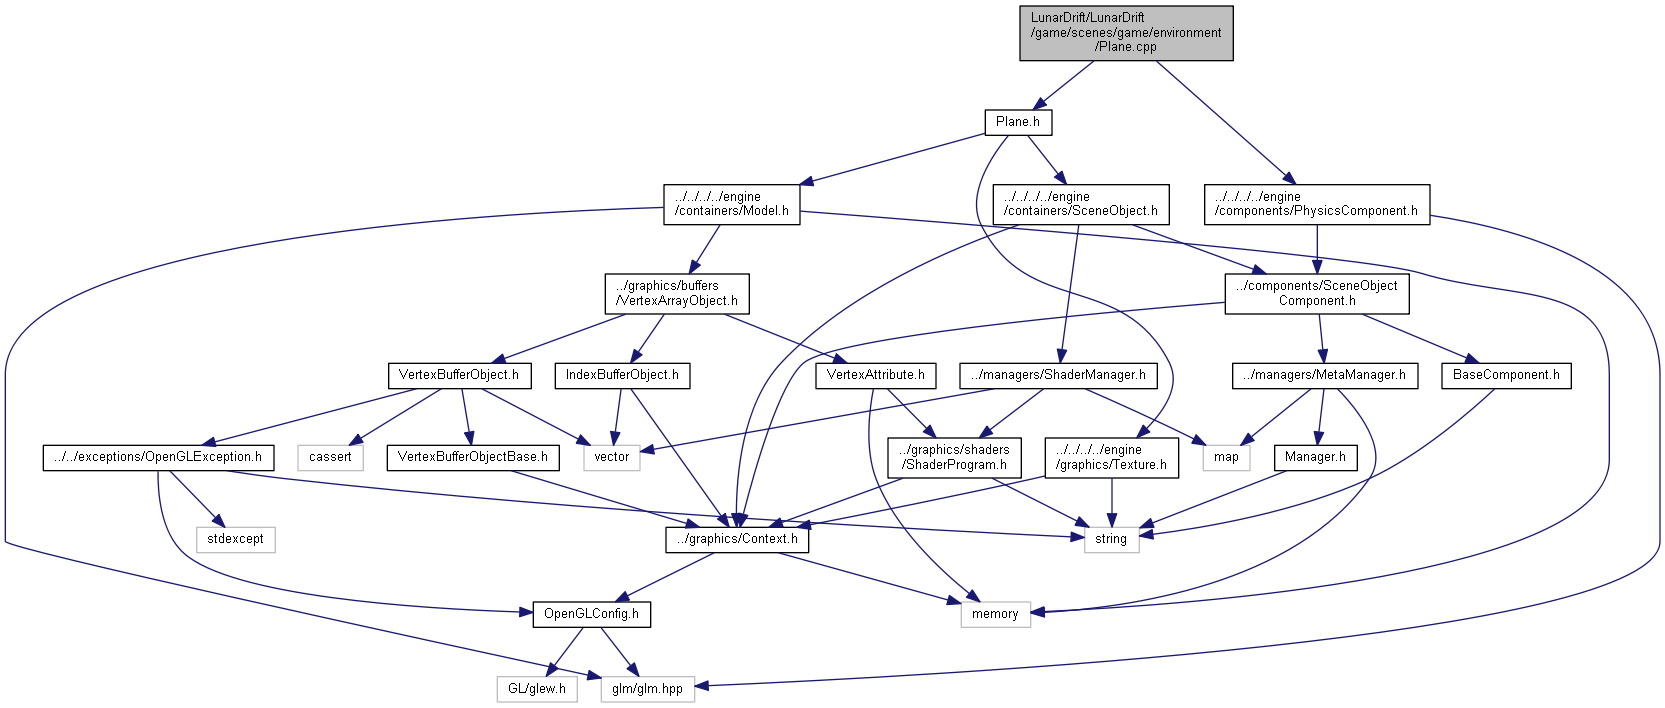 LunarDrift/LunarDrift
/game/scenes/game/environment
/Plane.cpp
Plane.h
../../../../engine
/containers/Model.h
../../../../engine
/containers/SceneObject.h
../../../../engine
/components/PhysicsComponent.h
../graphics/buffers
/VertexArrayObject.h
../components/SceneObject
Component.h
VertexBufferObject.h
IndexBufferObject.h
VertexAttribute.h
../managers/ShaderManager.h
../managers/MetaManager.h
BaseComponent.h
../../exceptions/OpenGLException.h
cassert
VertexBufferObjectBase.h
vector
../graphics/shaders
/ShaderProgram.h
../../../../engine
/graphics/Texture.h
map
Manager.h
stdexcept
../graphics/Context.h
string
OpenGLConfig.h
memory
GL/glew.h
glm/glm.hpp